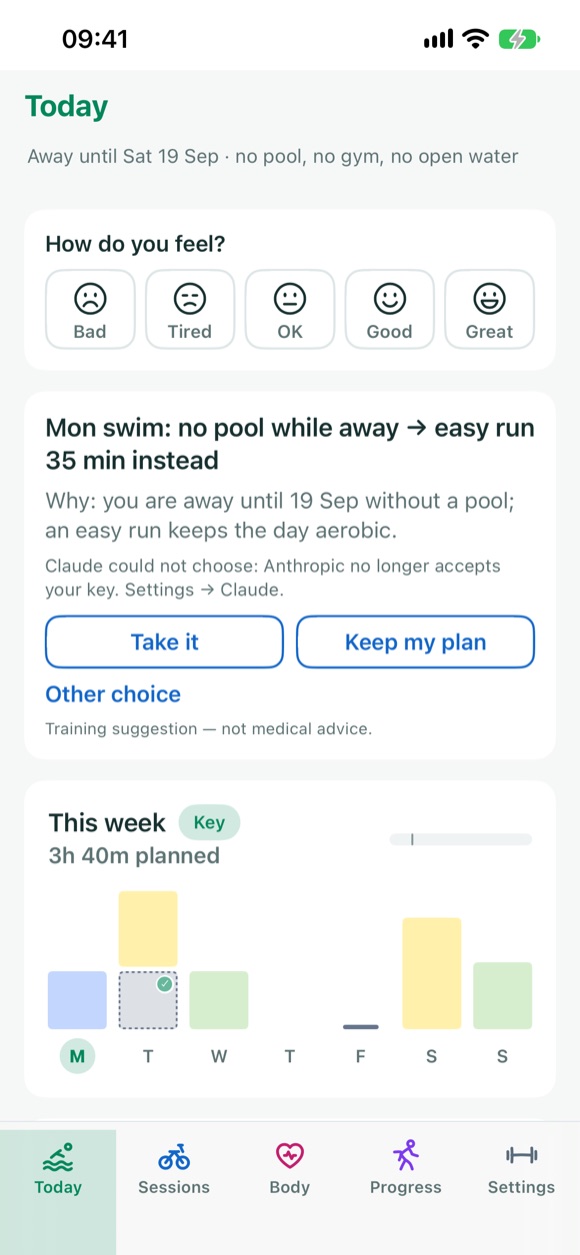 09:41
Today
Away until Sat 19 Sep · no pool, no gym, no open water
How do you feel?
Bad
Tired
OK
Good
Great
Mon swim: no pool while away → easy run
35 min instead
Why: you are away until 19 Sep without a pool;
an easy run keeps the day aerobic.
Claude could not choose: Anthropic no longer accepts
your key. Settings → Claude.
Take it
Keep my plan
Other choice
Training suggestion — not medical advice.
This week
Key
3h 40m planned
M
T
W
T
F
S
S
Today
Sessions
Body
Progress
Settings